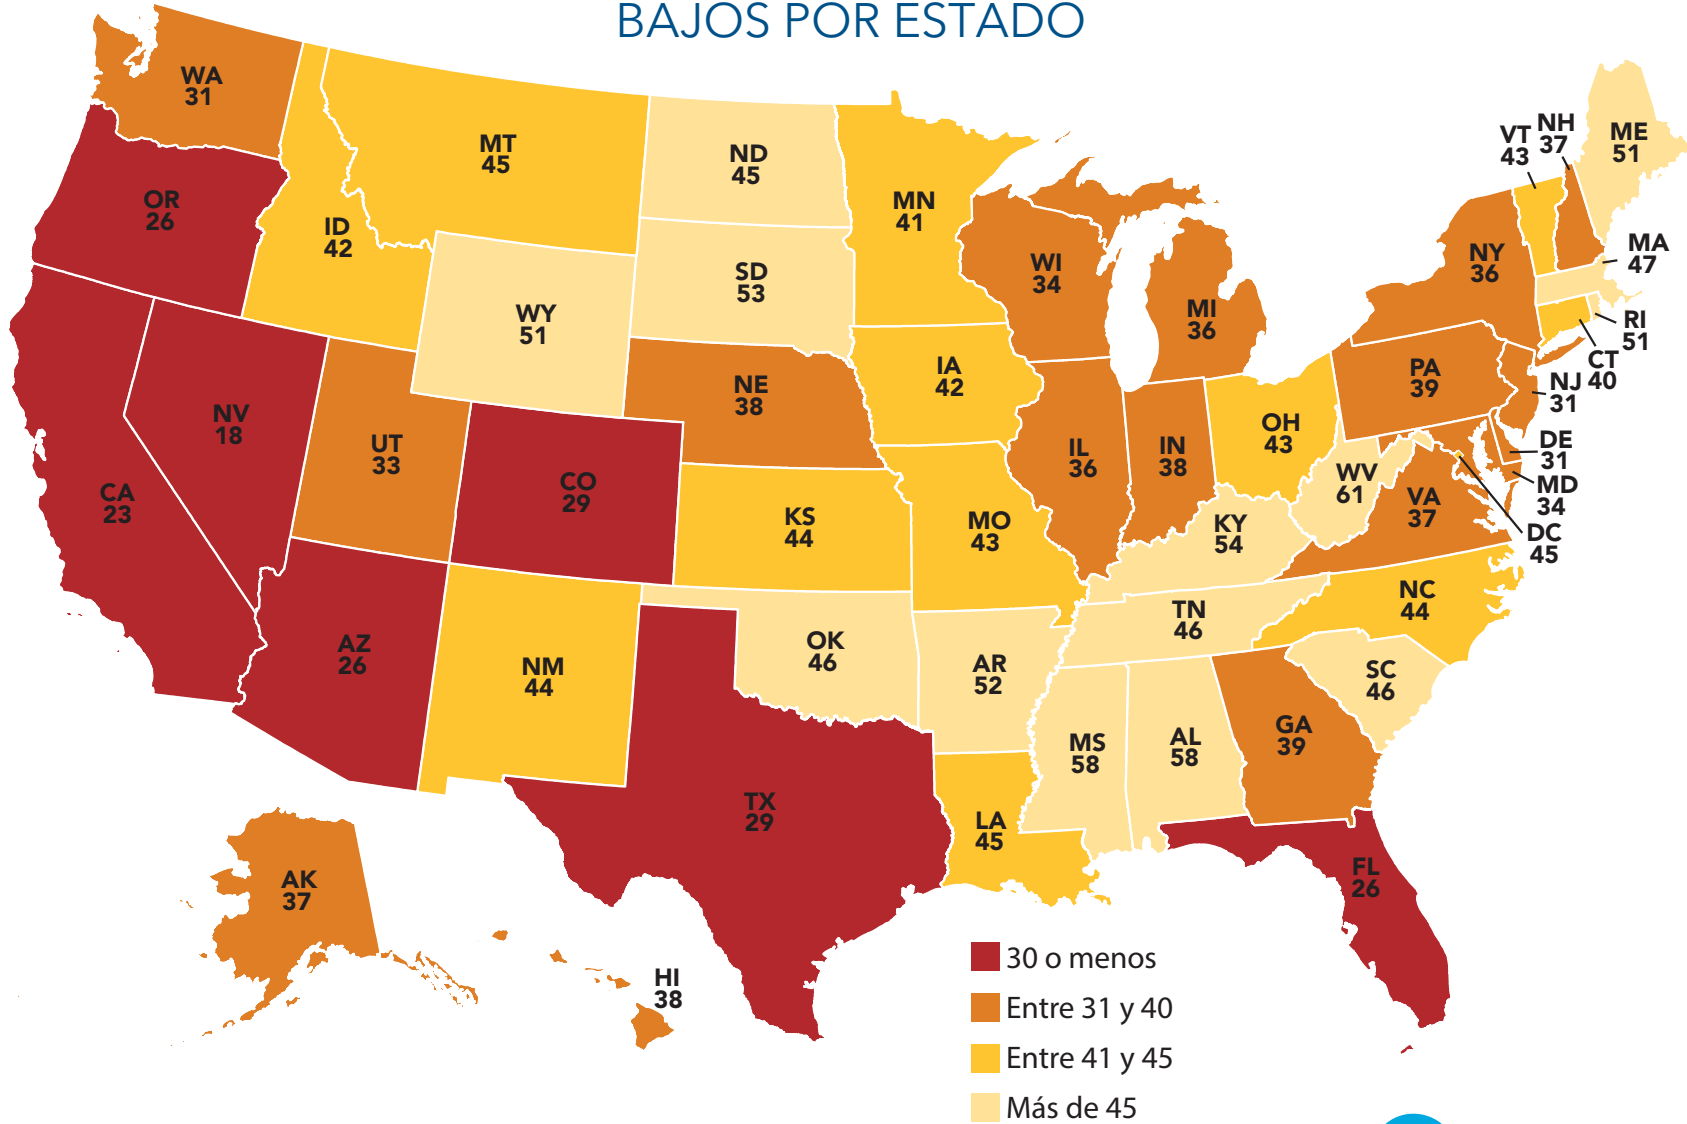 BAJOS POR ESTADO
WA
31
OR
26
CA
23
NV
18
ID
42
MT
45
WY
51
UT
33
CO
29
AZ
26
NM
44
ND
45
SD
53
NE
38
KS
44
OK
46
TX
29
MN
41
IA
42
MO
43
AR
52
LA
45
WI
34
IL
36
MI
36
IN
38
OH
43
KY
54
TN
46
MS
58
AL
58
GA
39
FL
26
SC
46
NC
44
VA
37
WV
61
PA
39
NY
36
VT
43
NH
37
ME
51
MA
47
RI
51
CT
40
NJ
31
DE
31
MD
34
DC
45
AK
37
HI
38
30 o menos
Entre 31 y 40
Entre 41 y 45
Más de 45